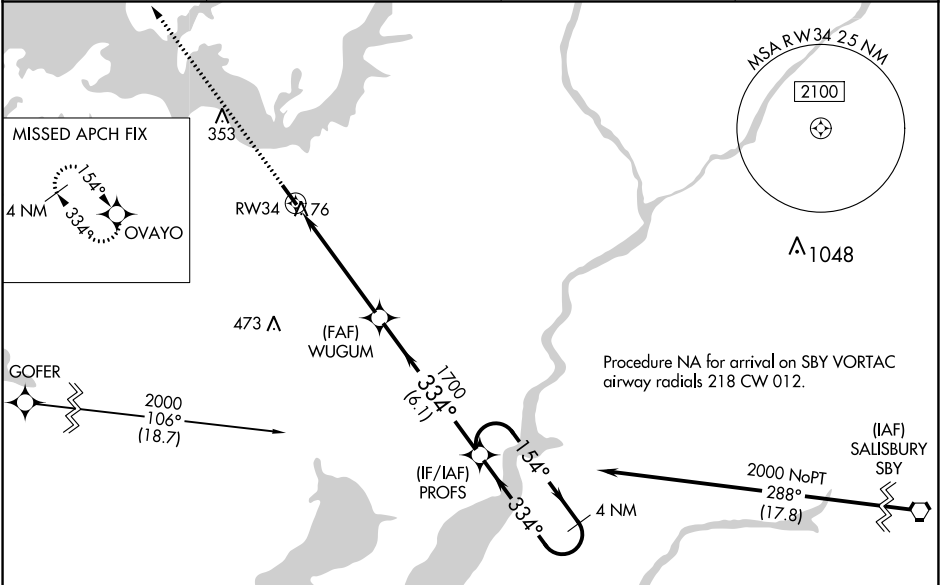 MSA RW34 25 NM
2100
353
MISSED APCH FIX
154°
4 NM
334°
OVAYO
RW34
76
1048
473
(FAF)
WUGUM
Procedure NA for arrival on SBY VORTAC
airway radials 218 CW 012.
GOFER
2000
106°
(18.7)
1700
334°
(6.1)
(IF/IAF)
PROFS
154°
334°
4 NM
(IAF)
SALISBURY
SBY
2000 NoPT
288°
(17.8)